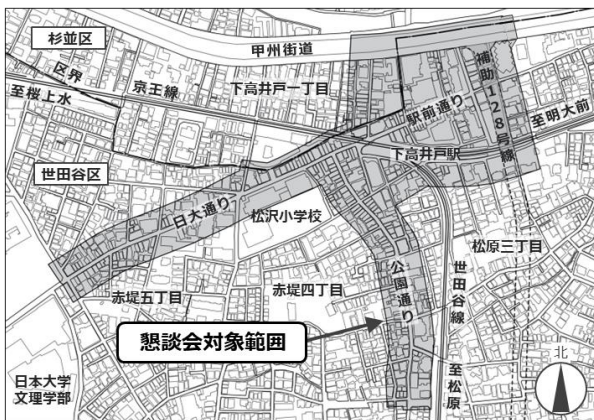 杉並区
甲州街道
区界
京王線
至桜上水
下高井戸一丁目
駅前通り
補助128号線
至明大前
下高井戸駅
世田谷区
日大通り
松沢小学校
松原三丁目
赤堤五丁目
赤堤四丁目
公園通り
世田谷線
懇談会対象範囲
至松原
日本大学
文理学部
北